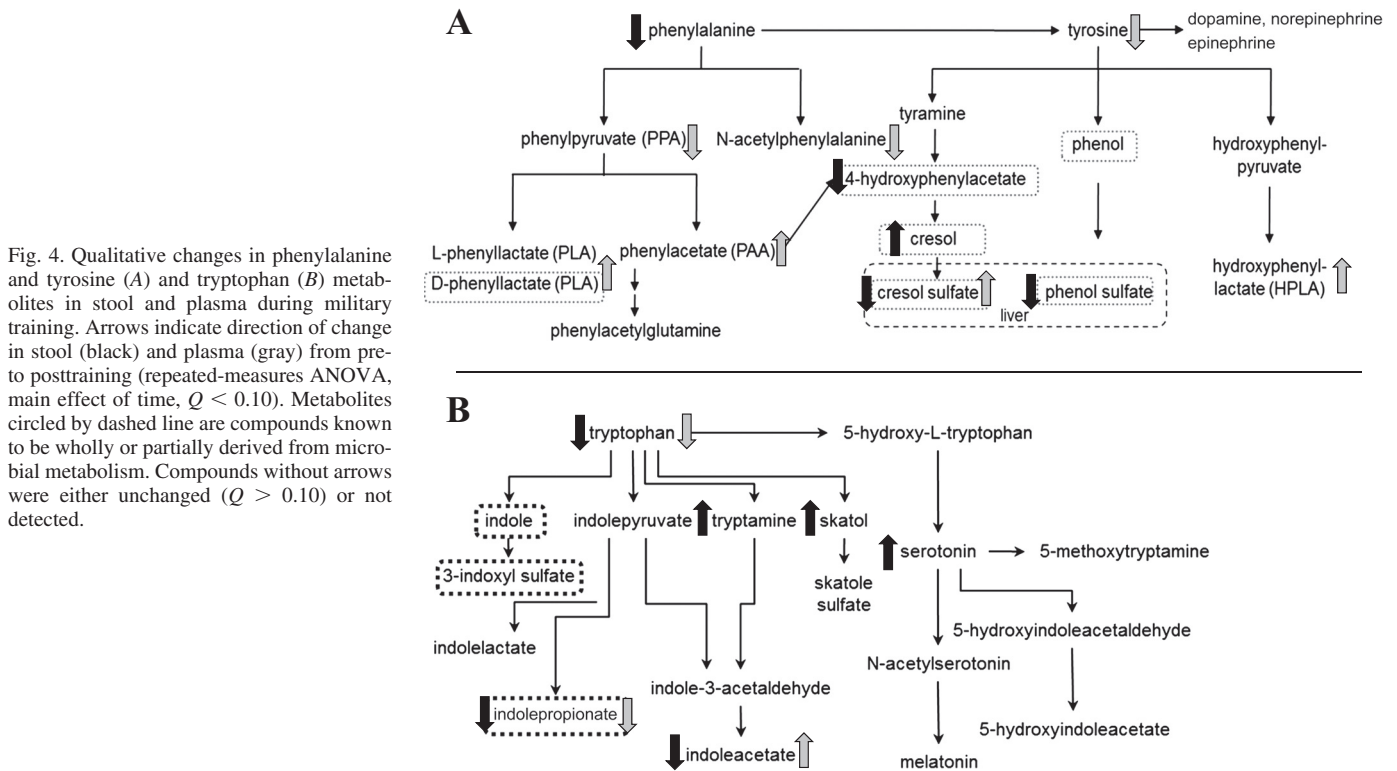 Fig. 4. Qualitative changes in phenylalanine
and tyrosine (A) and tryptophan (B) metab-
olites in stool and plasma during military
training. Arrows indicate direction of change
in stool (black) and plasma (gray) from pre-
to posttraining (repeated-measures ANOVA,
main effect of time, Q < 0.10). Metabolites
circled by dashed line are compounds known
to be wholly or partially derived from micro-
bial metabolism. Compounds without arrows
were either unchanged (Q > 0.10) or not
detected.
A
phenylalanine
tyrosine
dopamine, norepinephrine
epinephrine
phenylpyruvate (PPA)
N-acetylphenylalanine
tyramine
phenol
hydroxyphenyl-
pyruvate
4-hydroxyphenylacetate
L-phenyllactate (PLA)
D-phenyllactate (PLA)
phenylacetate (PAA)
cresol
hydroxyphenyl-
lactate (HPLA)
cresol sulfate
phenol sulfate
liver
phenylacetylglutamine
B
tryptophan
5-hydroxy-L-tryptophan
indole
indolepyruvate
tryptamine
skatol
serotonin
5-methoxytryptamine
3-indoxyl sulfate
skatole
sulfate
indolelactate
5-hydroxyindoleacetaldehyde
N-acetylserotonin
indole-3-acetaldehyde
indolepropionate
5-hydroxyindoleacetate
indoleacetate
melatonin